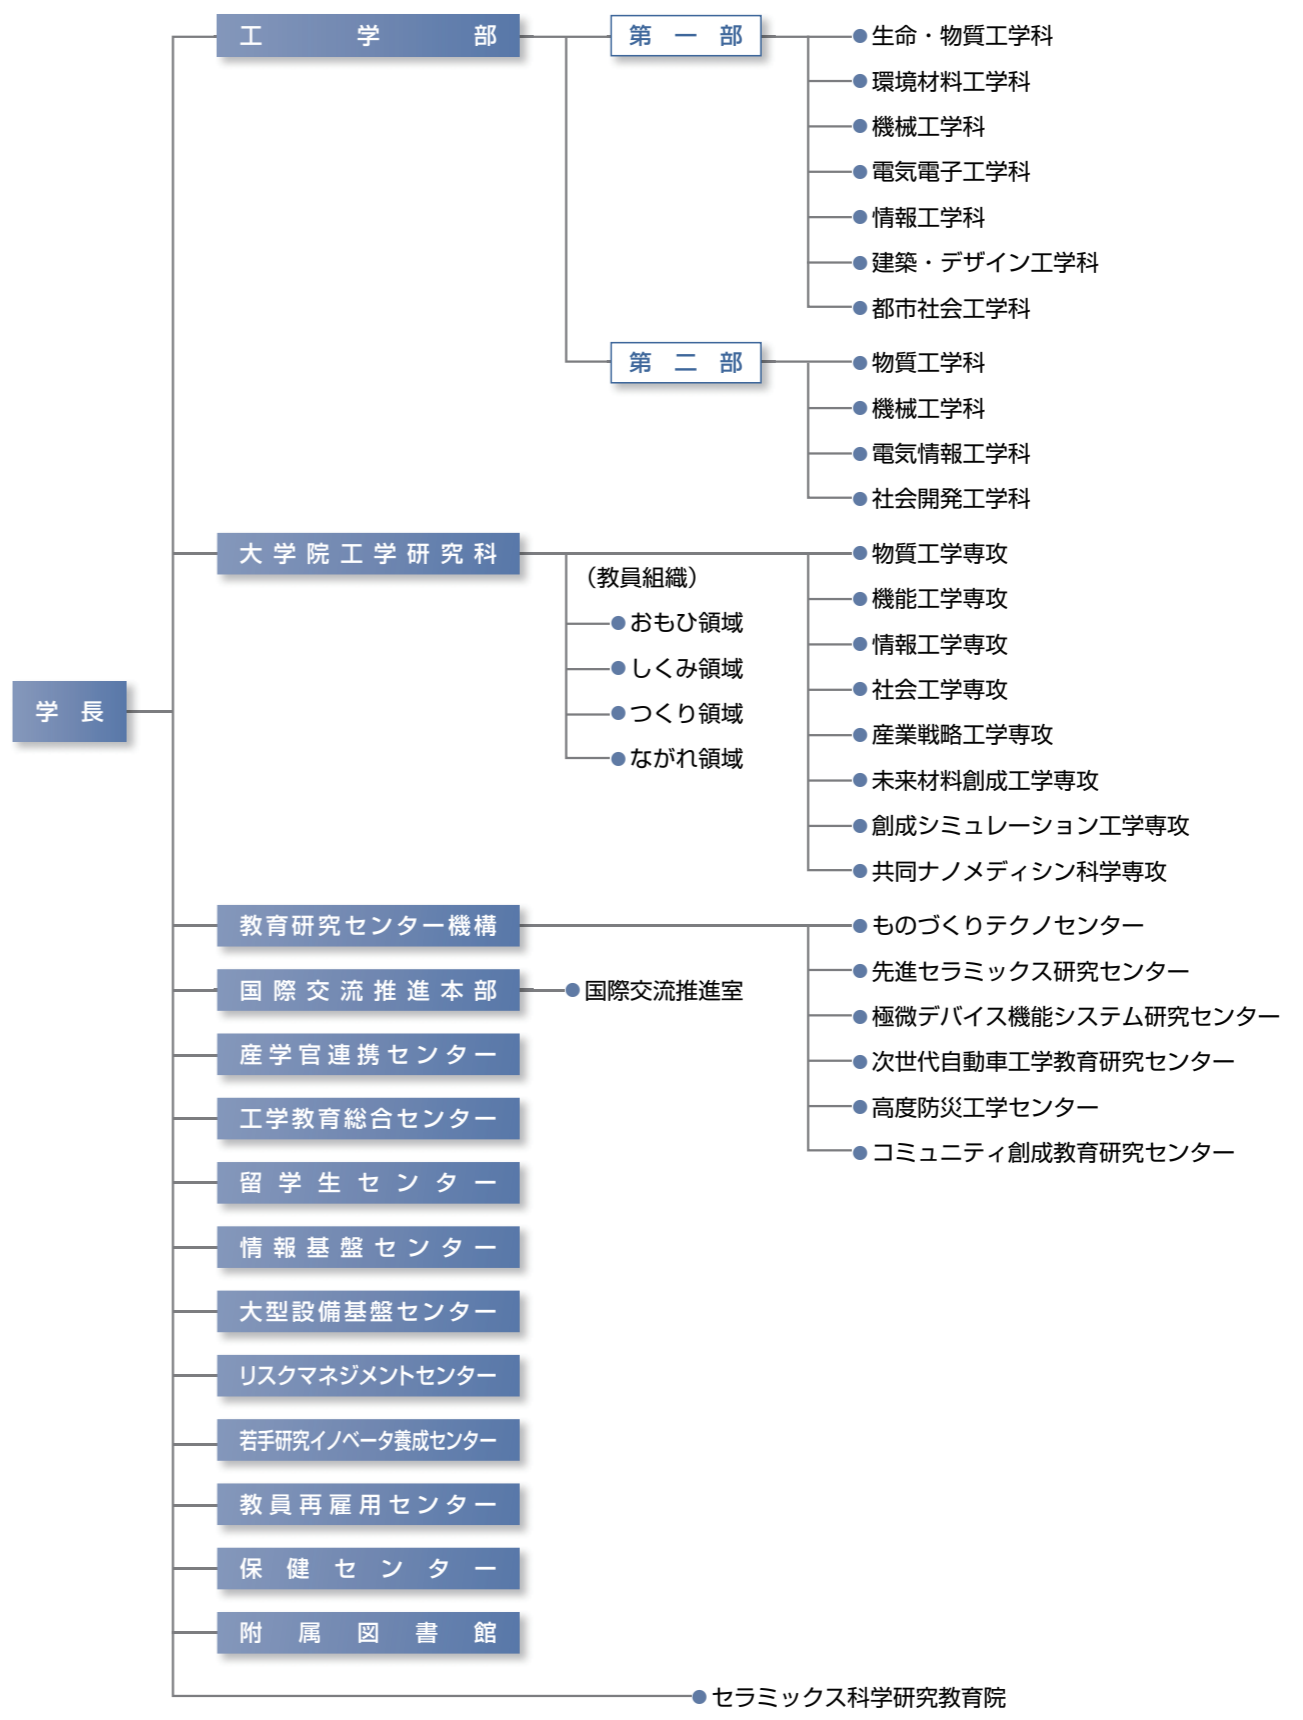 学長
工学部
第一部
生命・物質工学科
環境材料工学科
機械工学科
電気電子工学科
情報工学科
建築・デザイン工学科
都市社会工学科
第二部
物質工学科
機械工学科
電気情報工学科
社会開発工学科
大学院工学研究科
（教員組織）
おもひ領域
しくみ領域
つくり領域
ながれ領域
物質工学専攻
機能工学専攻
情報工学専攻
社会工学専攻
産業戦略工学専攻
未来材料創成工学専攻
創成シミュレーション工学専攻
共同ナノメディシン科学専攻
教育研究センター機構
ものづくりテクノセンター
先進セラミックス研究センター
極微デバイス機能システム研究センター
次世代自動車工学教育研究センター
高度防災工学センター
コミュニティ創成教育研究センター
国際交流推進本部
国際交流推進室
産学官連携センター
工学教育総合センター
留学生センター
情報基盤センター
大型設備基盤センター
リスクマネジメントセンター
若手研究イノベータ養成センター
教員再雇用センター
保健センター
附属図書館
セラミックス科学研究教育院